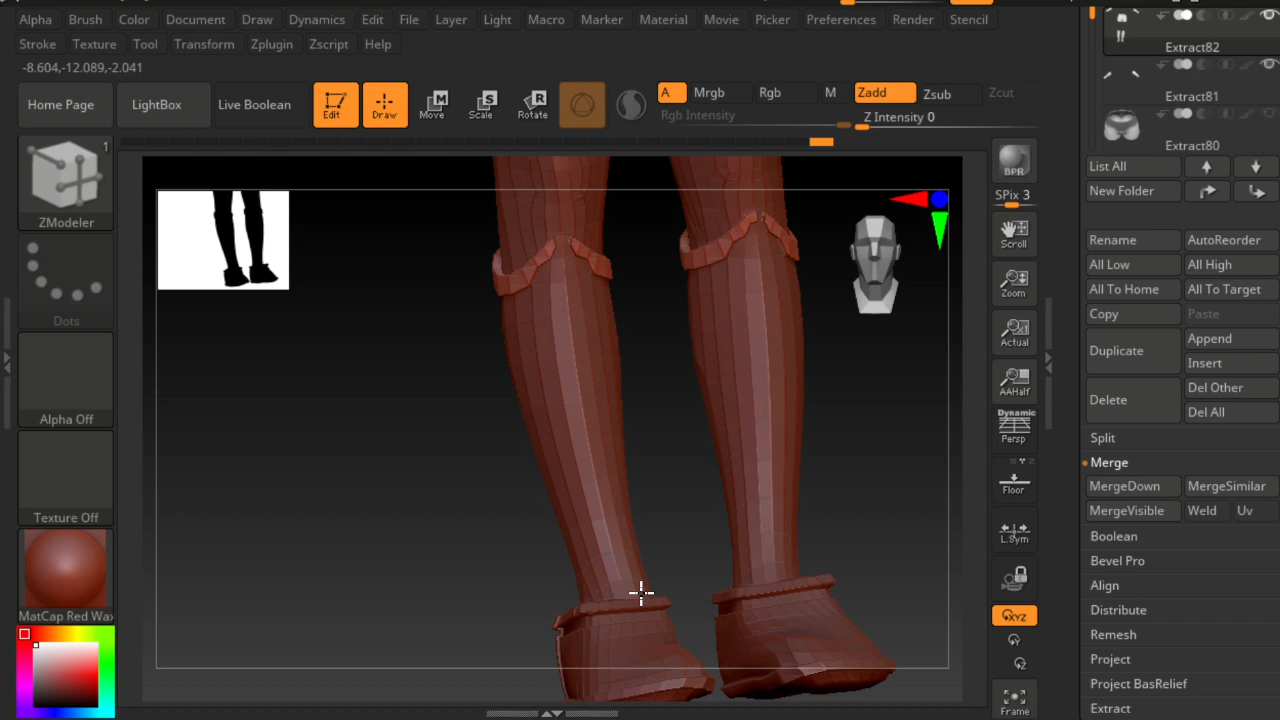 Alpha Brush Color Document Draw Dynamics Edit File Layer Light Macro Marker Material Movie Picker Preferences Render Stencil
Stroke Texture Tool Transform Zplugin Zscript Help
-8.604,-12.089,-2.041
Home Page LightBox Live Boolean Edit Draw Move Scale Rotate
M S R
A Mrgb Rgb M Zadd Zsub Zcut
Rgb Intensity Z Intensity 0
1
ZModeler
Dots
Alpha Off
Texture Off
MatCap Red Wax
BPR
SPix 3
Scroll
Zoom
Actual
AAHalf
Dynamic
Persp
Floor
L.Sym
XYZ
Y
Z
Frame
Extract82
Extract81
Extract80
List All
New Folder
Rename AutoReorder
All Low All High
All To Home All To Target
Copy Paste
Duplicate Append
Insert
Delete Del Other
Del All
Split
Merge
MergeDown MergeSimilar
MergeVisible Weld Uv
Boolean
Bevel Pro
Align
Distribute
Remesh
Project
Project BasRelief
Extract